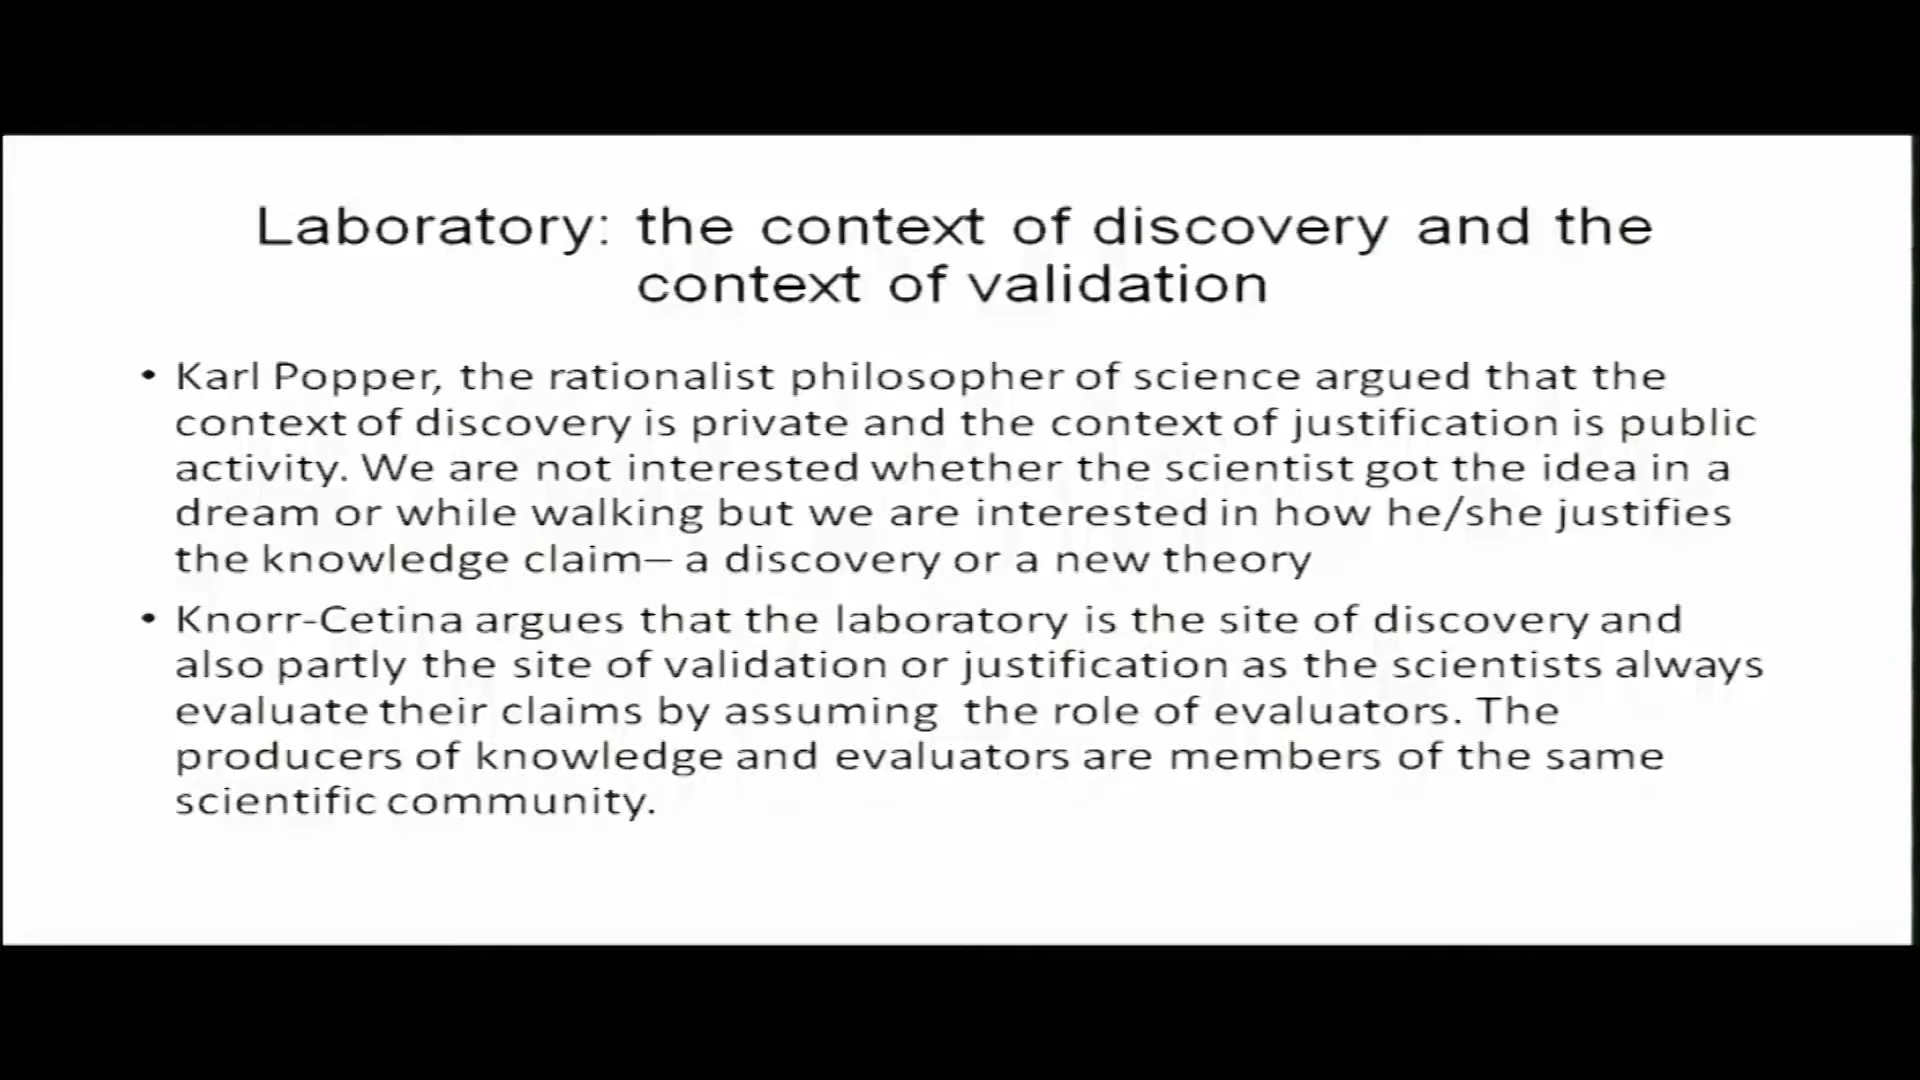 Laboratory: the context of discovery and the
context of validation
• Karl Popper, the rationalist philosopher of science argued that the
context of discovery is private and the context of justification is public
activity. We are not interested whether the scientist got the idea in a
dream or while walking but we are interested in how he/she justifies
the knowledge claim– a discovery or a new theory
• Knorr-Cetina argues that the laboratory is the site of discovery and
also partly the site of validation or justification as the scientists always
evaluate their claims by assuming  the role of evaluators. The
producers of knowledge and evaluators are members of the same
scientific community.